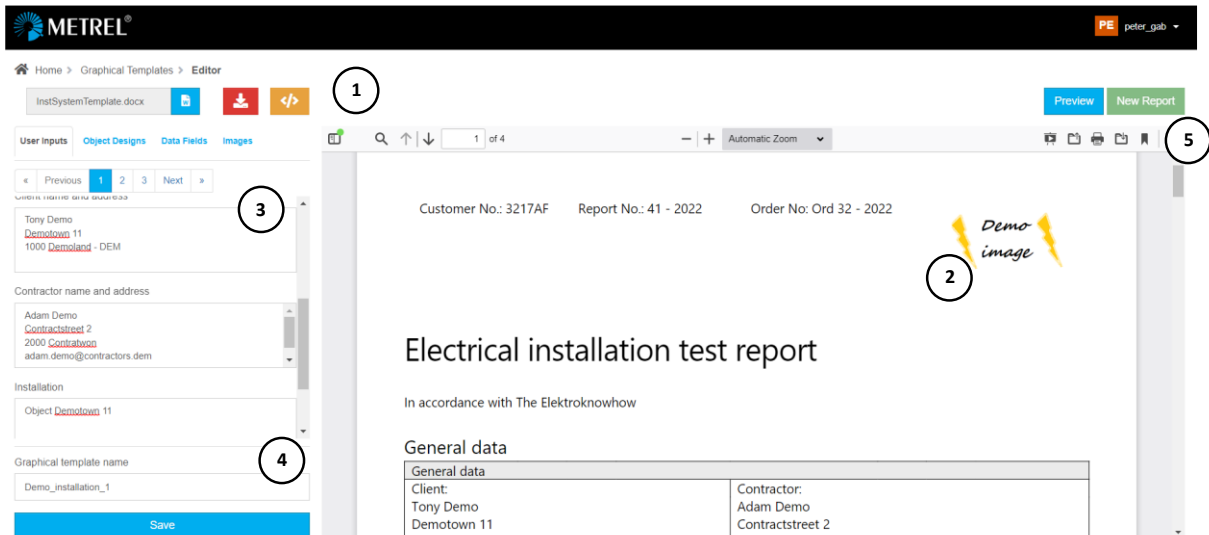 METREL®
PE peter_gab
Home > Graphical Templates > Editor
InstSystemTemplate.docx
1
Preview New Report
User Inputs Object Designs Data Fields Images
1 of 4
Automatic Zoom
5
« Previous 1 2 3 Next »
Client name and address
3
Tony Demo
Demotown 11
1000 Demoland - DEM
Contractor name and address
Adam Demo
Contractstreet 2
2000 Contratwon
adam.demo@contractors.dem
Installation
Object Demotown 11
4
Graphical template name
Demo_installation_1
Save
Customer No.: 3217AF Report No.: 41 - 2022 Order No: Ord 32 - 2022
Demo
image
2
Electrical installation test report
In accordance with The Elektroknowhow
General data
General data
Client: Contractor:
Tony Demo Adam Demo
Demotown 11 Contractstreet 2